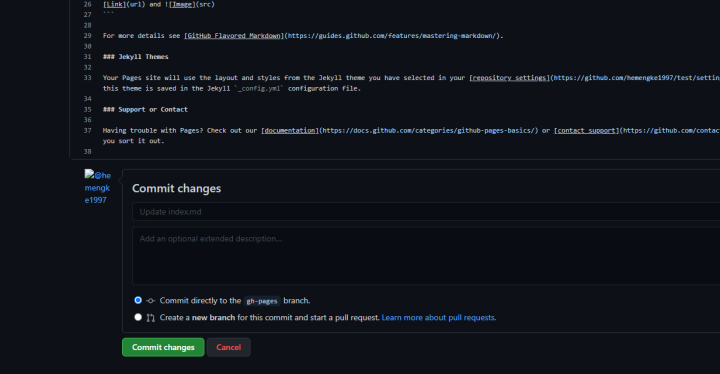 26 [Link](url) and ![Image](src)
27 ```
28
29 For more details see [GitHub Flavored Markdown](https://guides.github.com/features/mastering-markdown/).
30
31 ### Jekyll Themes
32
33 Your Pages site will use the layout and styles from the Jekyll theme you have selected in your [repository settings](https://github.com/hemengke1997/test/settin
this theme is saved in the Jekyll `_config.yml` configuration file.
34
35 ### Support or Contact
36
37 Having trouble with Pages? Check out our [documentation](https://docs.github.com/categories/github-pages-basics/) or [contact support](https://github.com/contac
you sort it out.
38
@he
mengk
e1997
Commit changes
Update index.md
Add an optional extended description...
Commit directly to the gh-pages branch.
Create a new branch for this commit and start a pull request. Learn more about pull requests.
Commit changes Cancel